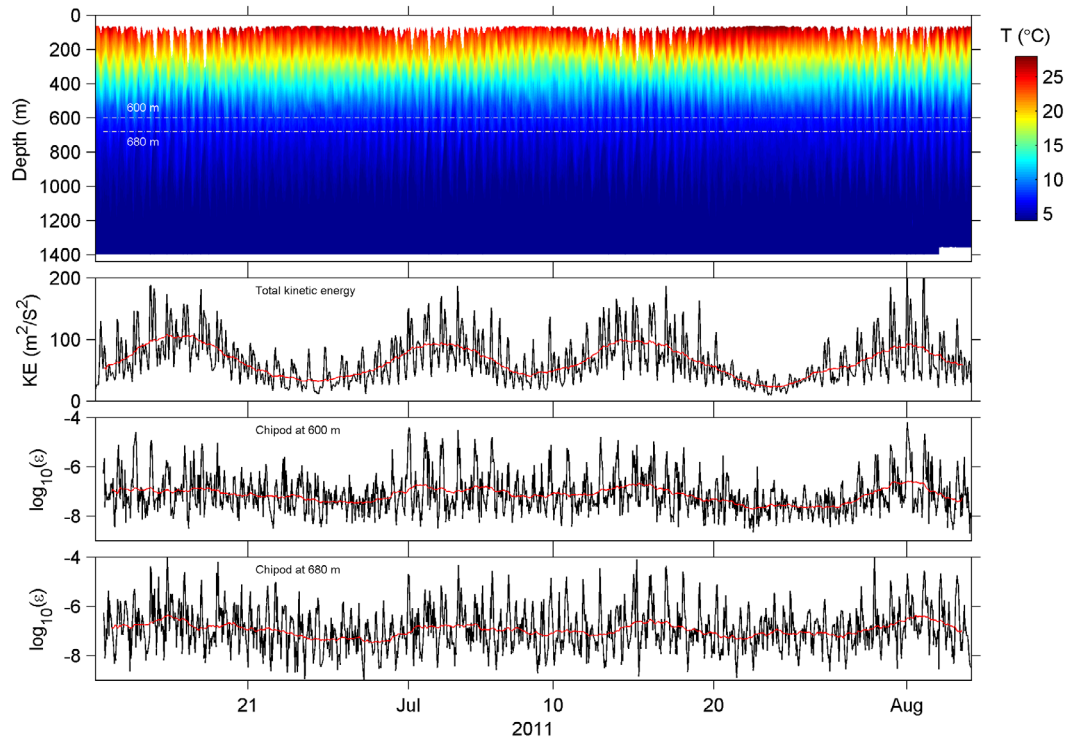 0
200
400
600
800
1000
1200
1400
Depth (m)
600 m
680 m
T (°C)
25
20
15
10
5
200
100
0
KE (m²/S²)
Total kinetic energy
-4
-6
-8
log₁₀(ε)
Chipod at 600 m
-4
-6
-8
log₁₀(ε)
Chipod at 680 m
21 Jul 10 20 Aug
2011